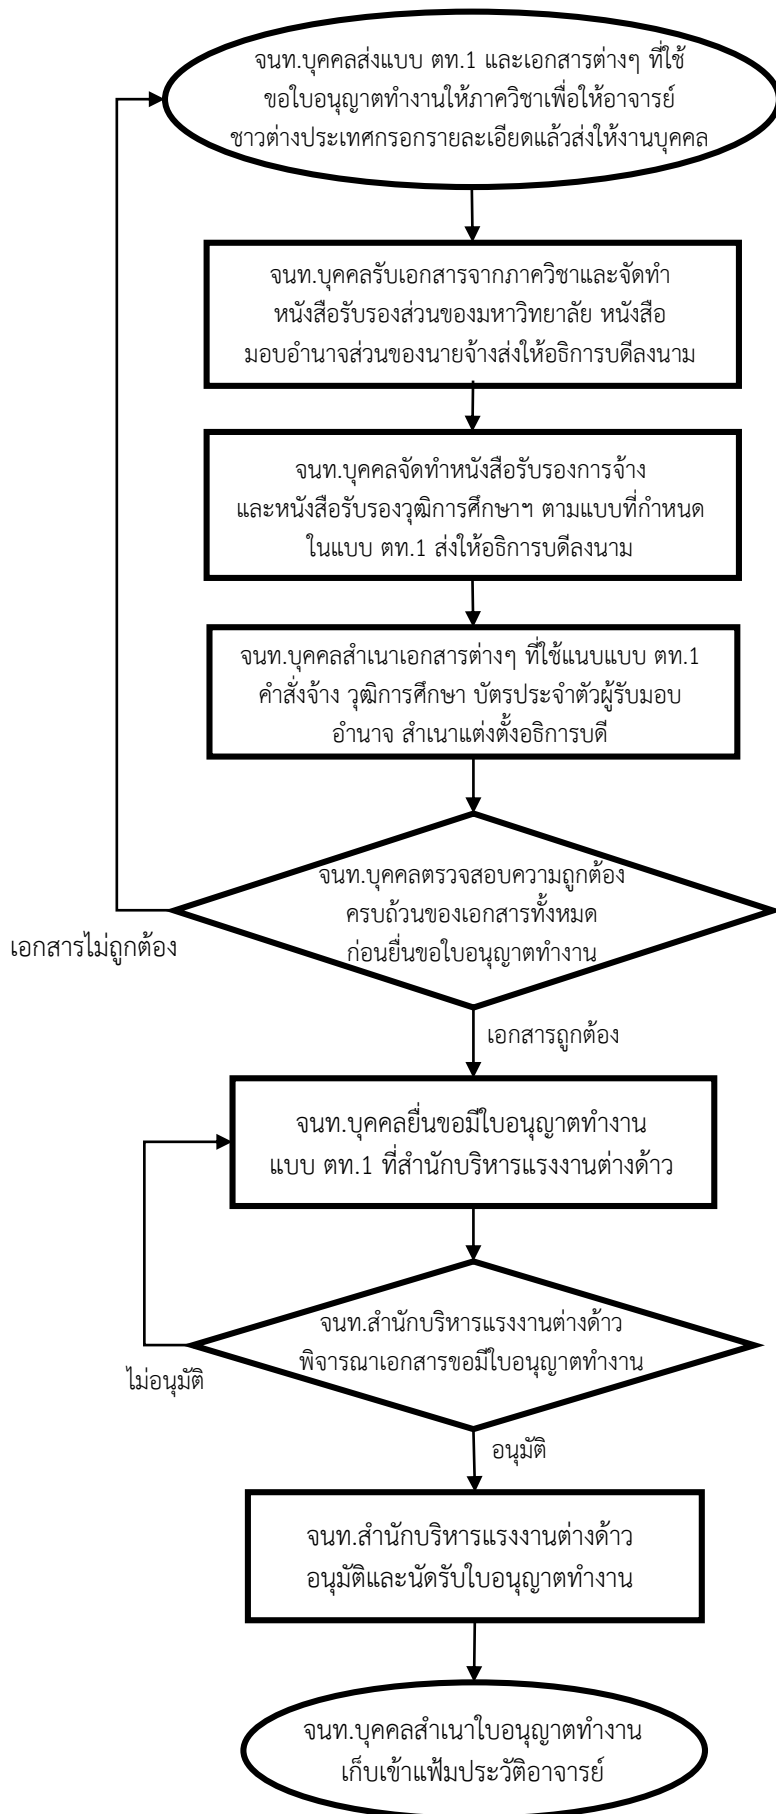 จนท.บุคคลส่งแบบ ตท.1 และเอกสารต่างๆ ที่ใช้
ขอใบอนุญาตทำงานให้ภาควิชาเพื่อให้อาจารย์
ชาวต่างประเทศกรอกรายละเอียดแล้วส่งให้งานบุคคล
จนท.บุคคลรับเอกสารจากภาควิชาและจัดทำ
หนังสือรับรองส่วนของมหาวิทยาลัย หนังสือ
มอบอำนาจส่วนของนายจ้างส่งให้อธิการบดีลงนาม
จนท.บุคคลจัดทำหนังสือรับรองการจ้าง
และหนังสือรับรองวุฒิการศึกษาฯ ตามแบบที่กำหนด
ในแบบ ตท.1 ส่งให้อธิการบดีลงนาม
จนท.บุคคลสำเนาเอกสารต่างๆ ที่ใช้แนบแบบ ตท.1
คำสั่งจ้าง วุฒิการศึกษา บัตรประจำตัวผู้รับมอบ
อำนาจ สำเนาแต่งตั้งอธิการบดี
จนท.บุคคลตรวจสอบความถูกต้อง
ครบถ้วนของเอกสารทั้งหมด
ก่อนยื่นขอใบอนุญาตทำงาน
เอกสารไม่ถูกต้อง
เอกสารถูกต้อง
จนท.บุคคลยื่นขอมีใบอนุญาตทำงาน
แบบ ตท.1 ที่สำนักบริหารแรงงานต่างด้าว
จนท.สำนักบริหารแรงงานต่างด้าว
พิจารณาเอกสารขอมีใบอนุญาตทำงาน
ไม่อนุมัติ
อนุมัติ
จนท.สำนักบริหารแรงงานต่างด้าว
อนุมัติและนัดรับใบอนุญาตทำงาน
จนท.บุคคลสำเนาใบอนุญาตทำงาน
เก็บเข้าแฟ้มประวัติอาจารย์